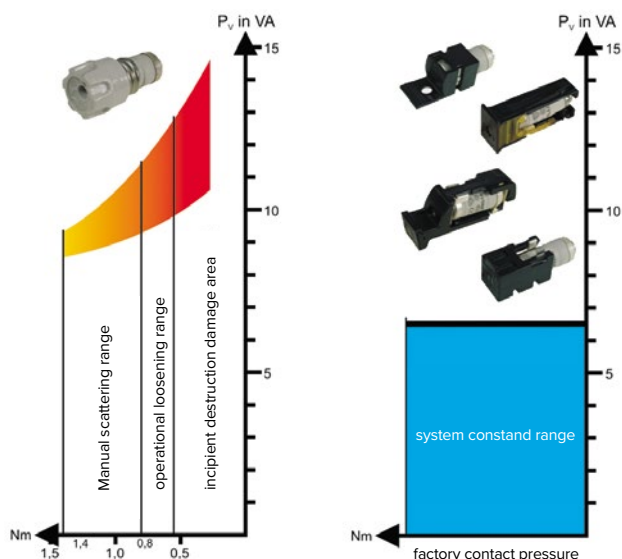 Pv in VA
15
10
5
Manual scattering range
operational loosening range
incipient destruction damage area
Nm
1,5
1,4
1,0
0,8
0,5
Pv in VA
15
10
5
system constand range
Nm
factory contact pressure